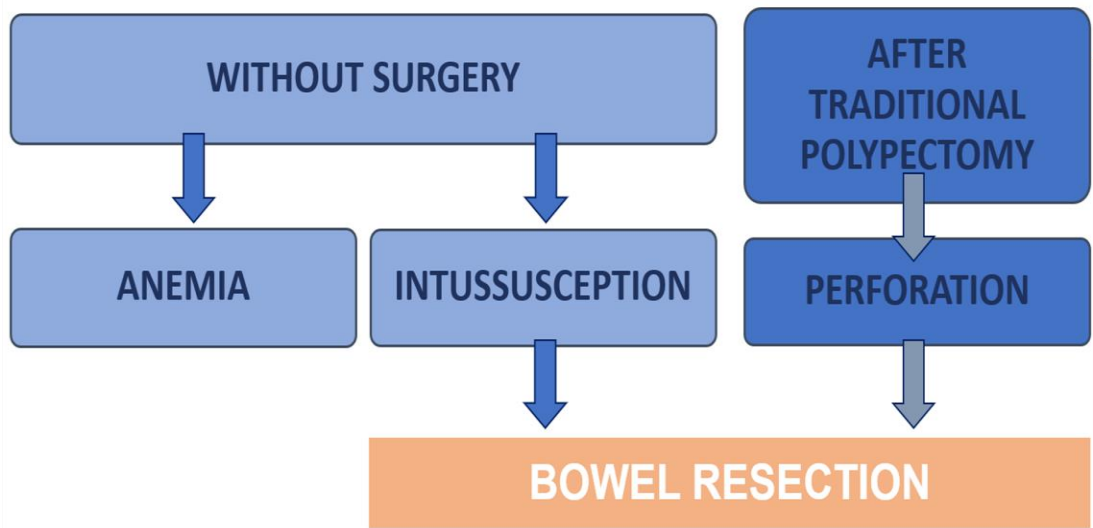 WITHOUT SURGERY
AFTER
TRADITIONAL
POLYPECTOMY
ANEMIA
INTUSSUSCEPTION
PERFORATION
BOWEL RESECTION